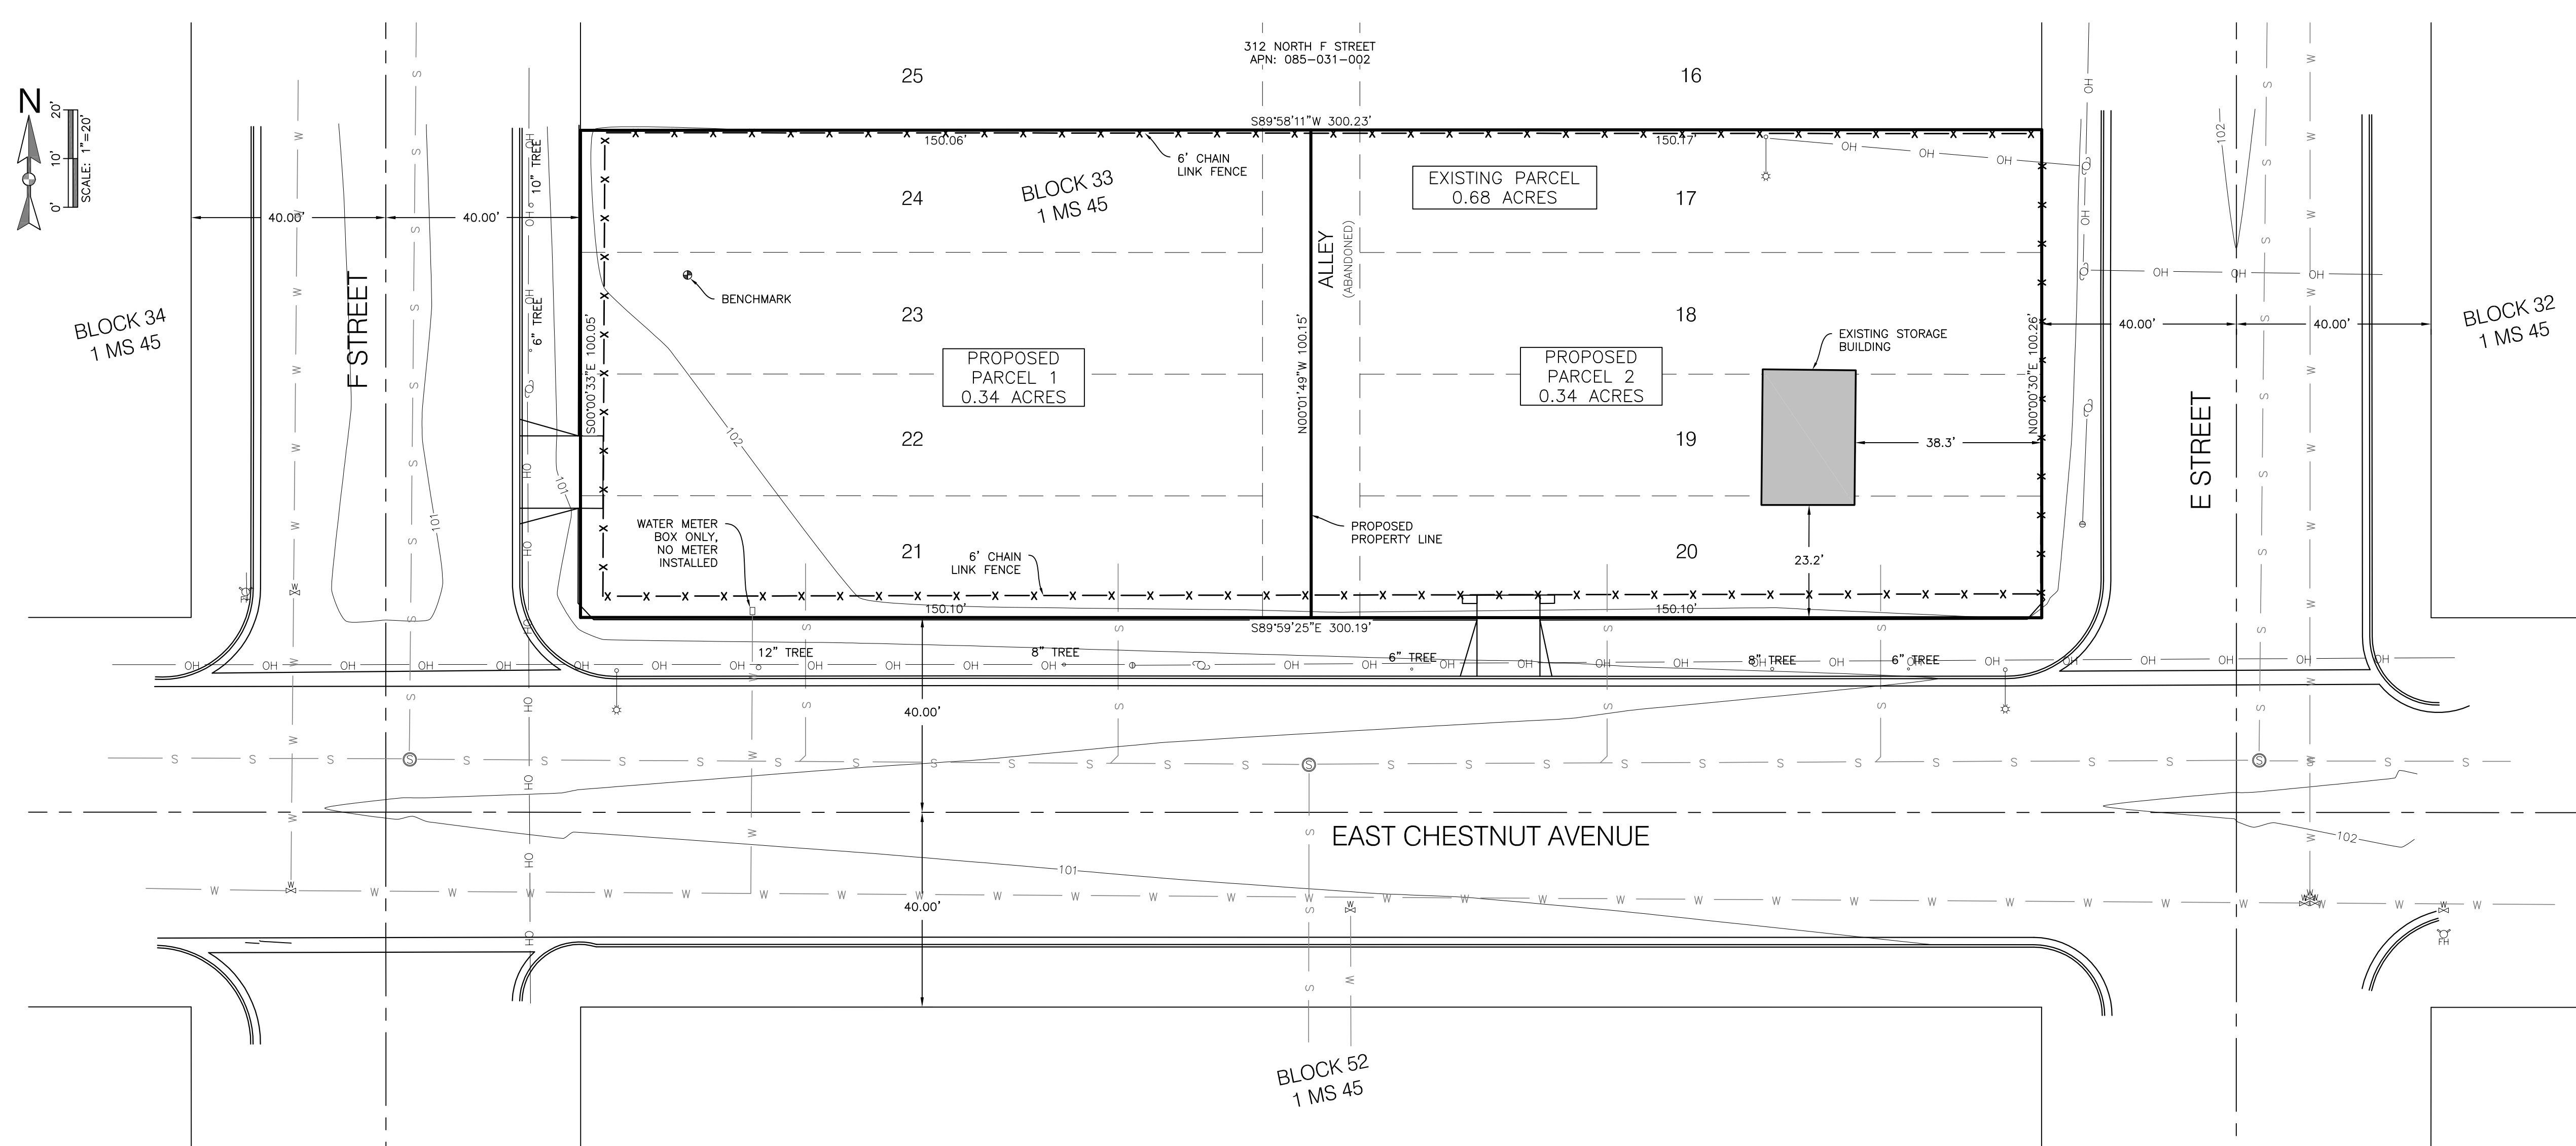 312 NORTH F STREET
APN: 085-031-002
25
16
N
0'
10'
20'
SCALE: 1"=20'
S89°58'11"W 300.23'
150.06'
150.17'
6' CHAIN
LINK FENCE
BLOCK 33
1 MS 45
EXISTING PARCEL
0.68 ACRES
24
17
10" TREE
40.00'
40.00'
ALLEY
(ABANDONED)
102
BENCHMARK
BLOCK 34
1 MS 45
F STREET
6" TREE
23
18
S00°00'33"E 100.05'
N00°01'49"W 100.15'
N00°00'30"E 100.26'
EXISTING STORAGE
BUILDING
40.00'
40.00'
BLOCK 32
1 MS 45
PROPOSED
PARCEL 1
0.34 ACRES
PROPOSED
PARCEL 2
0.34 ACRES
102
22
19
38.3'
E STREET
101
101
WATER METER
BOX ONLY,
NO METER
INSTALLED
PROPOSED
PROPERTY LINE
21
6' CHAIN
LINK FENCE
20
23.2'
150.10'
150.10'
S89°59'25"E 300.19'
12" TREE
8" TREE
6" TREE
8" TREE
6" TREE
40.00'
EAST CHESTNUT AVENUE
102
101
40.00'
FH
BLOCK 52
1 MS 45